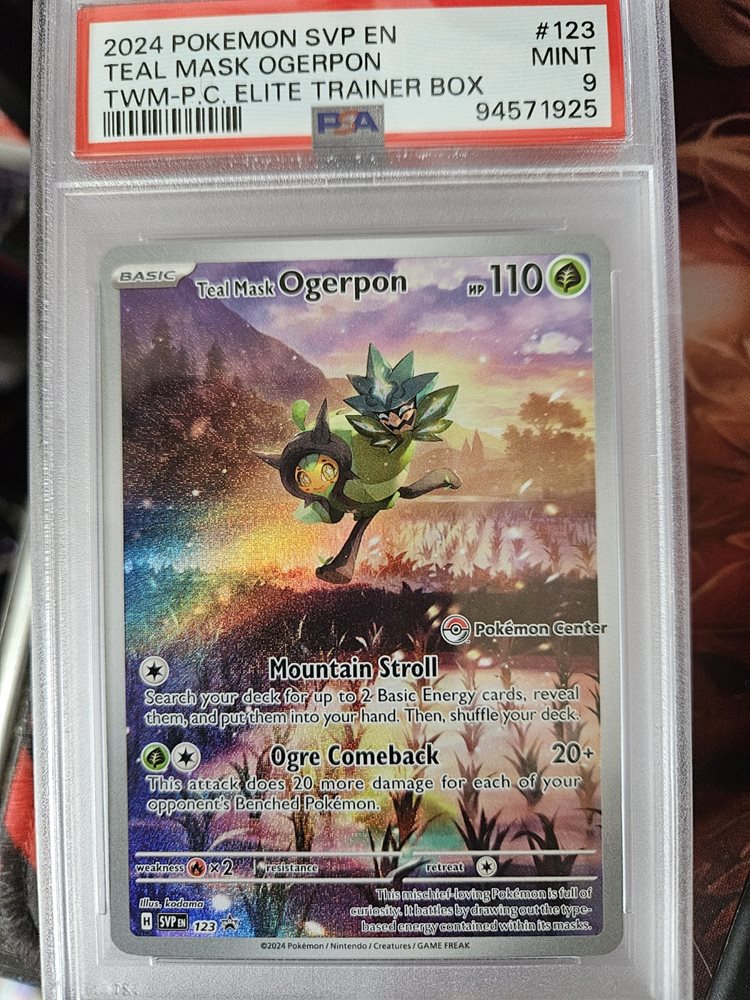 2024 POKEMON SVP EN #123
TEAL MASK OGERPON MINT
TWM-P.C. ELITE TRAINER BOX 9
94571925
PSA
BASIC Teal Mask Ogerpon HP 110
Pokémon Center
Mountain Stroll
Search your deck for up to 2 Basic Energy cards, reveal
them, and put them into your hand. Then, shuffle your deck.
Ogre Comeback 20+
This attack does 20 more damage for each of your
opponent's Benched Pokémon.
weakness ×2 resistance retreat
This mischief-loving Pokémon is full of
curiosity. It battles by drawing out the type-
based energy contained within its masks.
Illus. kodama
H SVP EN 123
©2024 Pokémon / Nintendo / Creatures / GAME FREAK